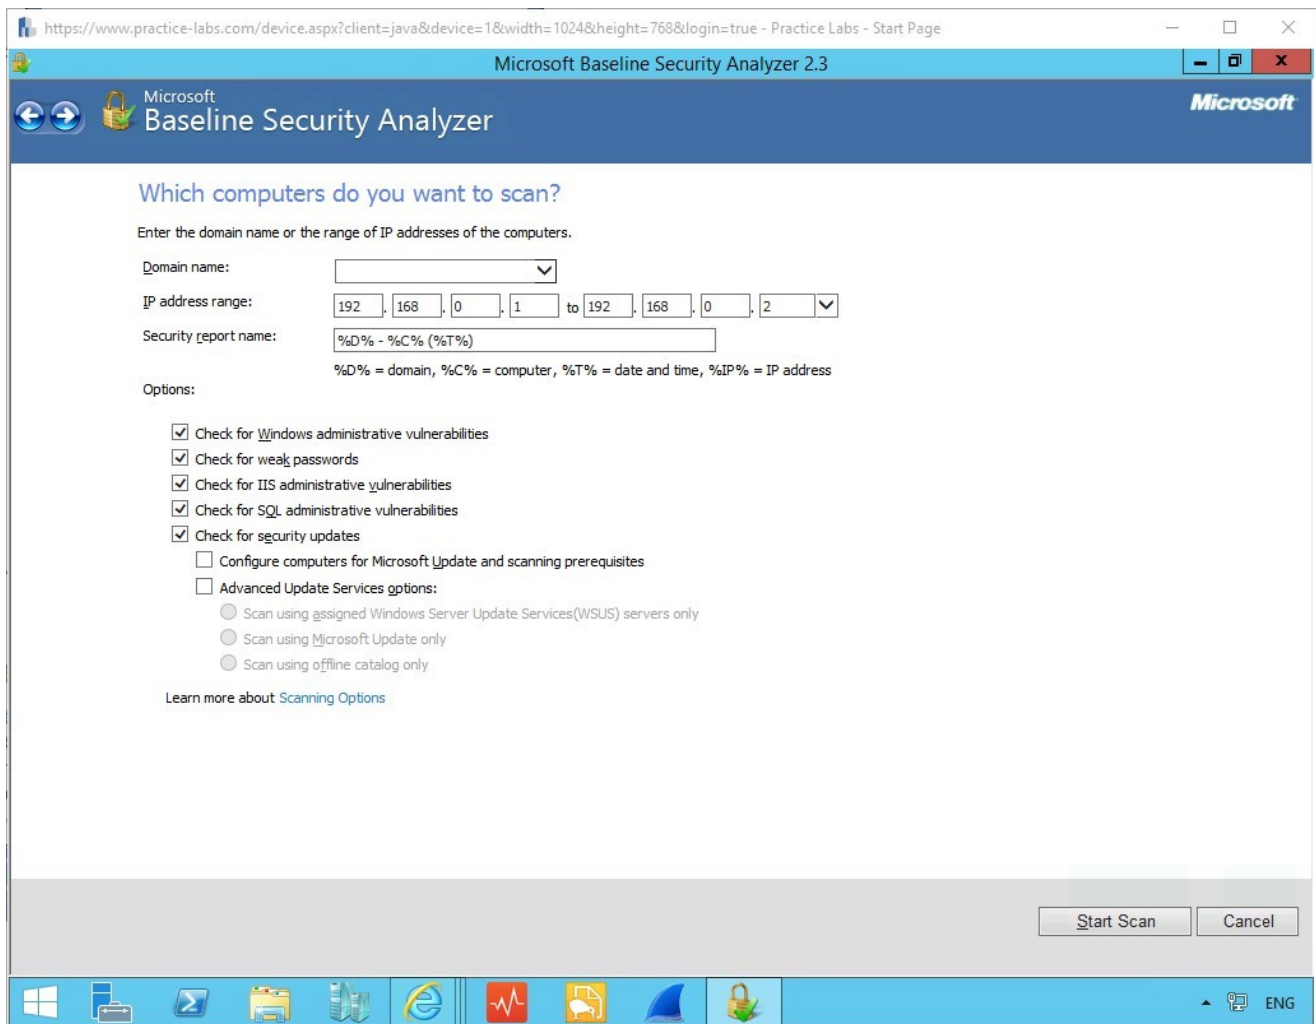 https://www.practice-labs.com/device.aspx?client=java&device=1&width=1024&height=768&login=true - Practice Labs - Start Page
Microsoft Baseline Security Analyzer 2.3
Microsoft
Baseline Security Analyzer
Microsoft
Which computers do you want to scan?
Enter the domain name or the range of IP addresses of the computers.
Domain name:
IP address range: 192 . 168 . 0 . 1 to 192 . 168 . 0 . 2
Security report name: %D% - %C% (%T%)
%D% = domain, %C% = computer, %T% = date and time, %IP% = IP address
Options:
Check for Windows administrative vulnerabilities
Check for weak passwords
Check for IIS administrative vulnerabilities
Check for SQL administrative vulnerabilities
Check for security updates
Configure computers for Microsoft Update and scanning prerequisites
Advanced Update Services options:
Scan using assigned Windows Server Update Services(WSUS) servers only
Scan using Microsoft Update only
Scan using offline catalog only
Learn more about Scanning Options
Start Scan Cancel
ENG